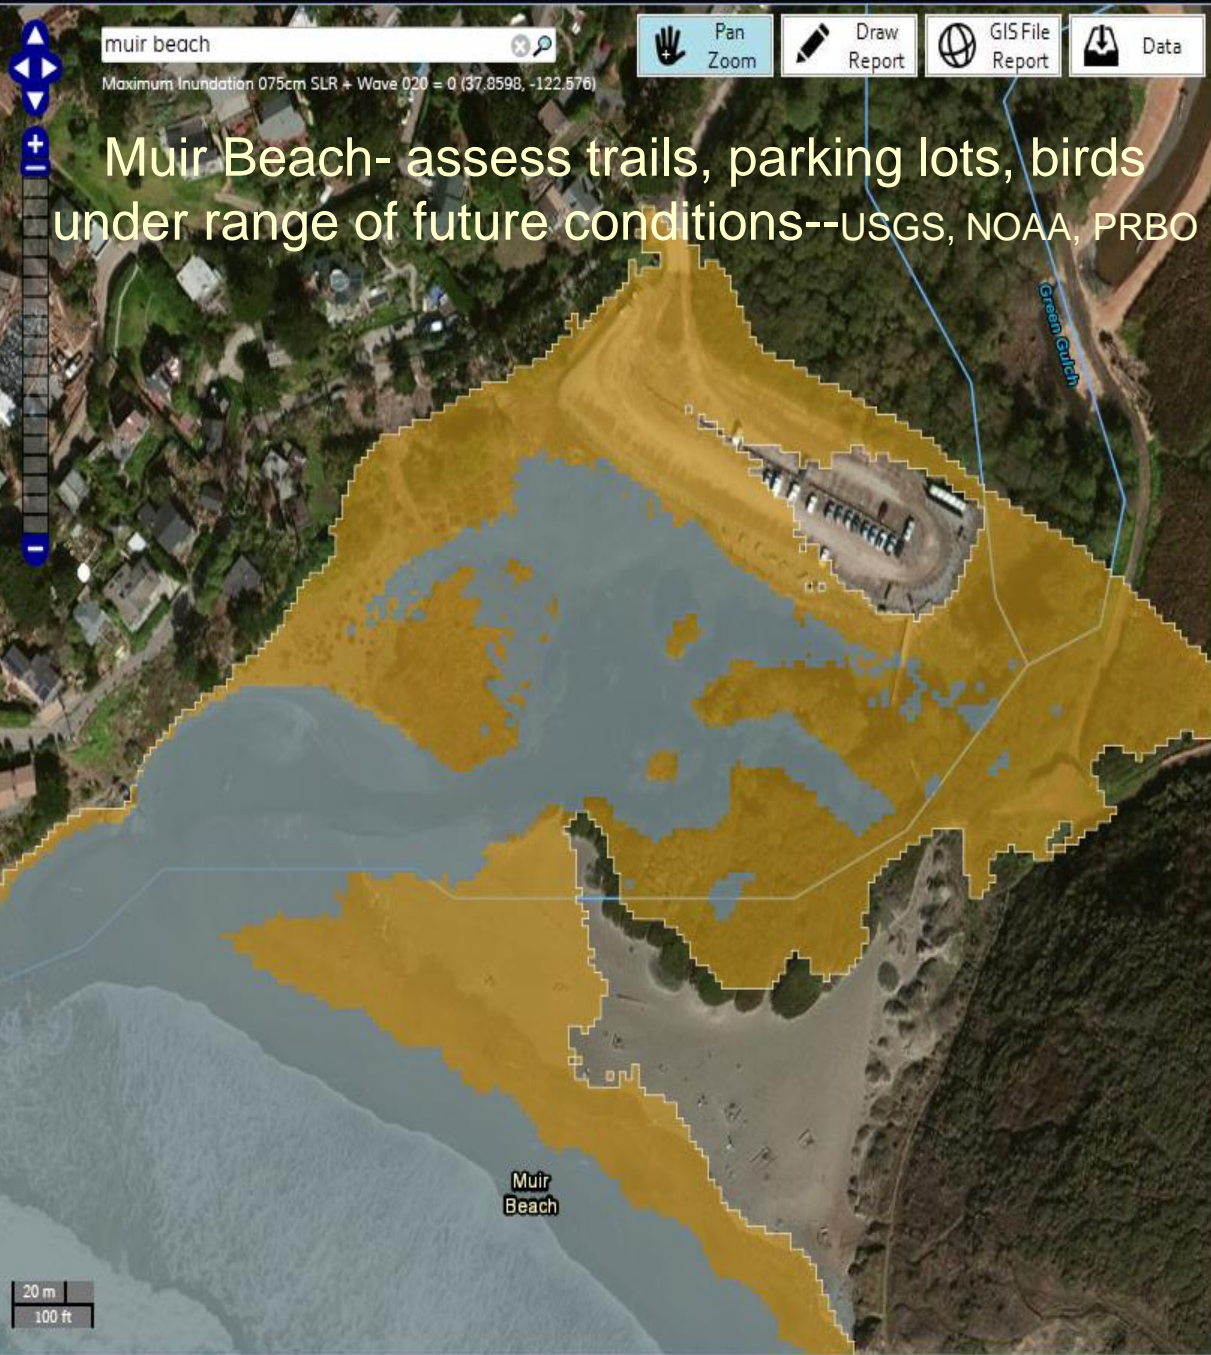 muir beach
Pan
Zoom
Draw
Report
GIS File
Report
Data
Maximum Inundation 075cm SLR + Wave 020 = 0 (37.8598, -122.576)
Muir Beach- assess trails, parking lots, birds
under range of future conditions--USGS, NOAA, PRBO
Green Gulch
Muir
Beach
20 m
100 ft